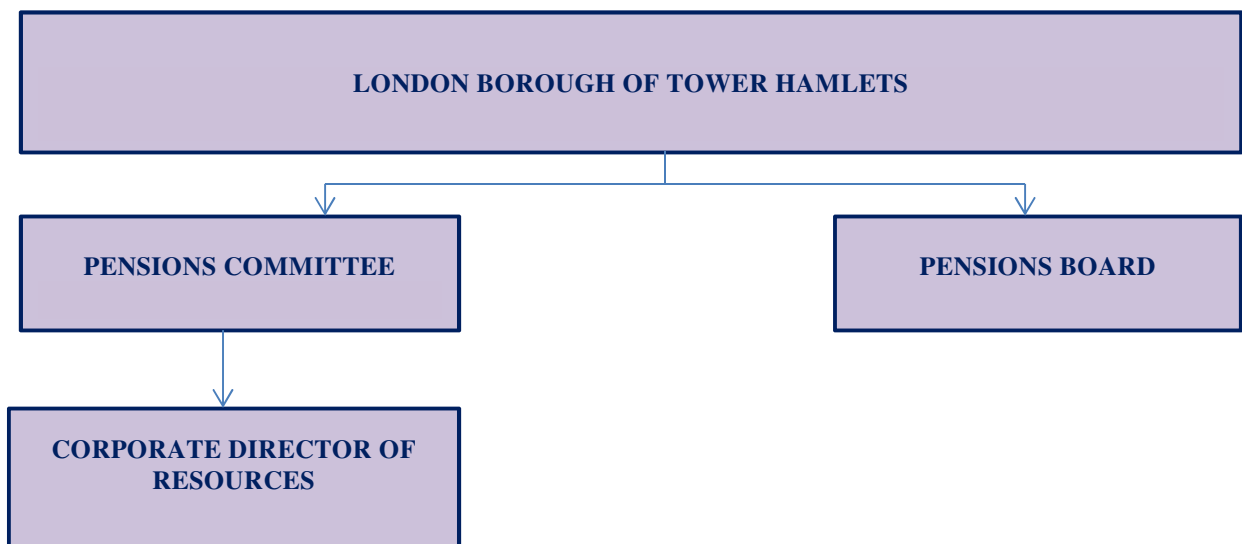 LONDON BOROUGH OF TOWER HAMLETS
PENSIONS COMMITTEE
PENSIONS BOARD
CORPORATE DIRECTOR OF
RESOURCES